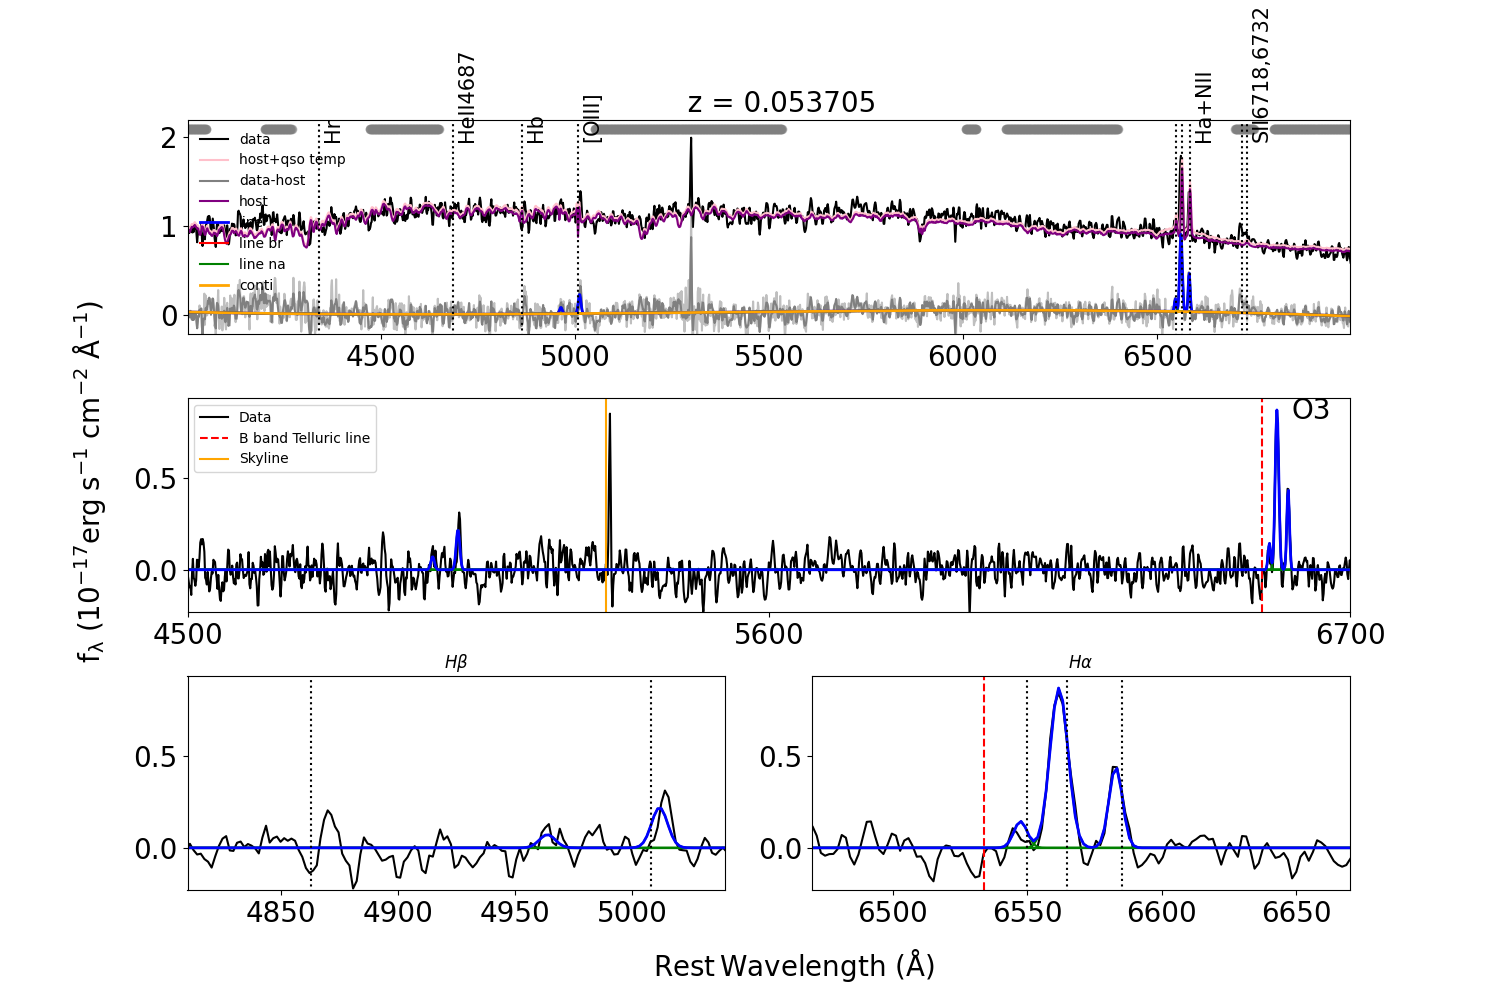 z = 0.053705
Hr
HeII4687
Hb
[OIII]
Ha+NII
SII6718,6732
data
host+qso temp
data-host
host
line br
line na
conti
2
1
0
4500
5000
5500
6000
6500
fλ (10⁻¹⁷erg s⁻¹ cm⁻² Å⁻¹)
Data
B band Telluric line
Skyline
O3
0.5
0.0
4500
5600
6700
Hβ
0.5
0.0
4850
4900
4950
5000
Hα
0.5
0.0
6500
6550
6600
6650
Rest Wavelength (Å)